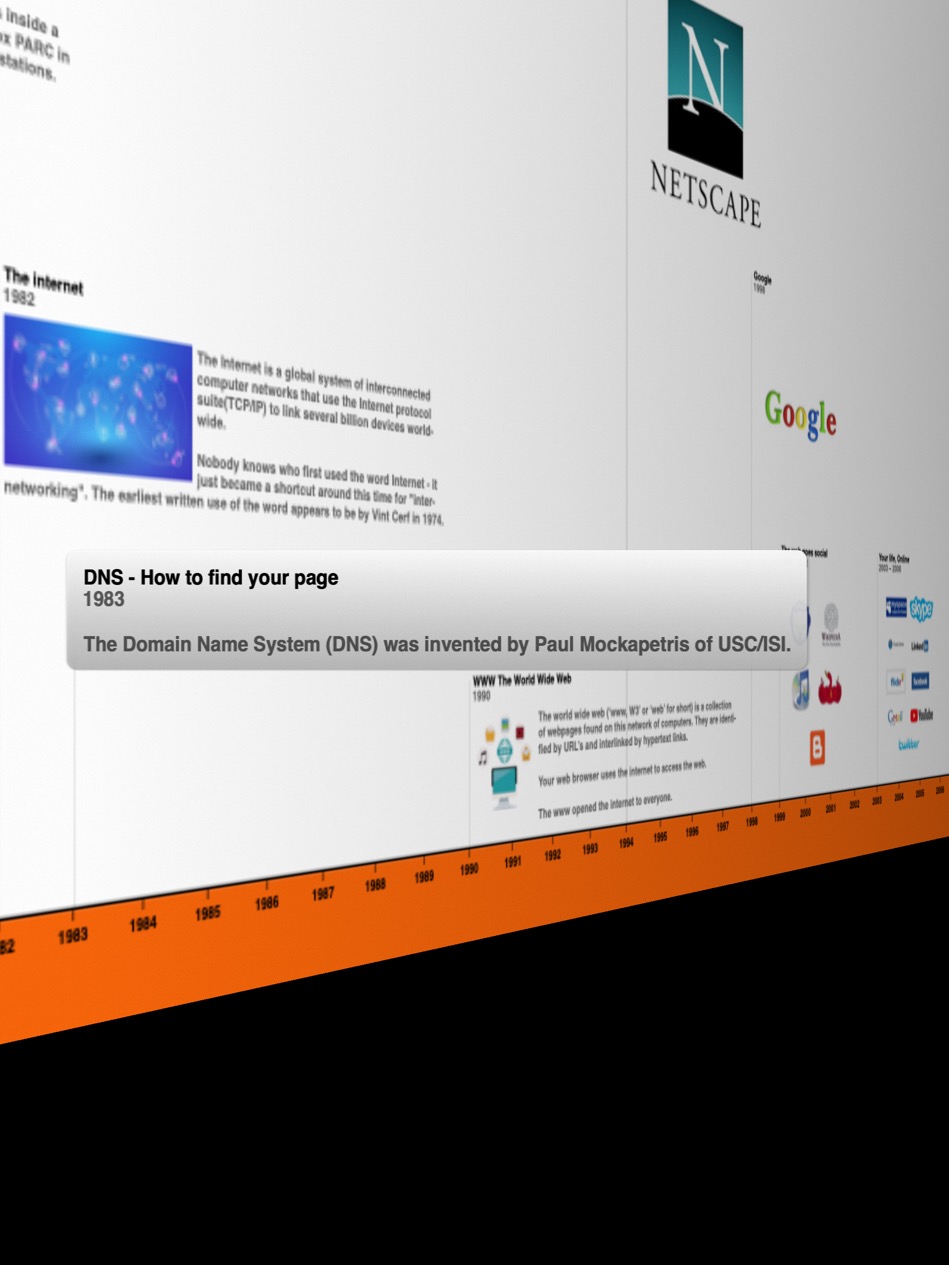 inside a
PARC in
stations.
N
NETSCAPE
Google
1998
Google
The internet
1982
The Internet is a global system of interconnected
computer networks that use the Internet protocol
suite(TCP/IP) to link several billion devices world-
wide.
Nobody knows who first used the word Internet - it
just became a shortcut around this time for "inter-
networking". The earliest written use of the word appears to be by Vint Cerf in 1974.
DNS - How to find your page
1983
The Domain Name System (DNS) was invented by Paul Mockapetris of USC/ISI.
goes social
Your Me, Online
2003 – 2006
myspace
skype
LinkedIn
flickr
facebook
Gmail
YouTube
twitter
WWW The World Wide Web
1990
The world wide web ('www, W3' or 'web' for short) is a collection
of webpages found on this network of computers. They are identi-
fied by URL's and interlinked by hypertext links.
Your web browser uses the internet to access the web.
The www opened the internet to everyone.
82 1983 1984 1985 1986 1987 1988 1989 1990 1991 1992 1993 1994 1995 1996 1997 1998 1999 2000 2001 2002 2003 2004 2005 2006